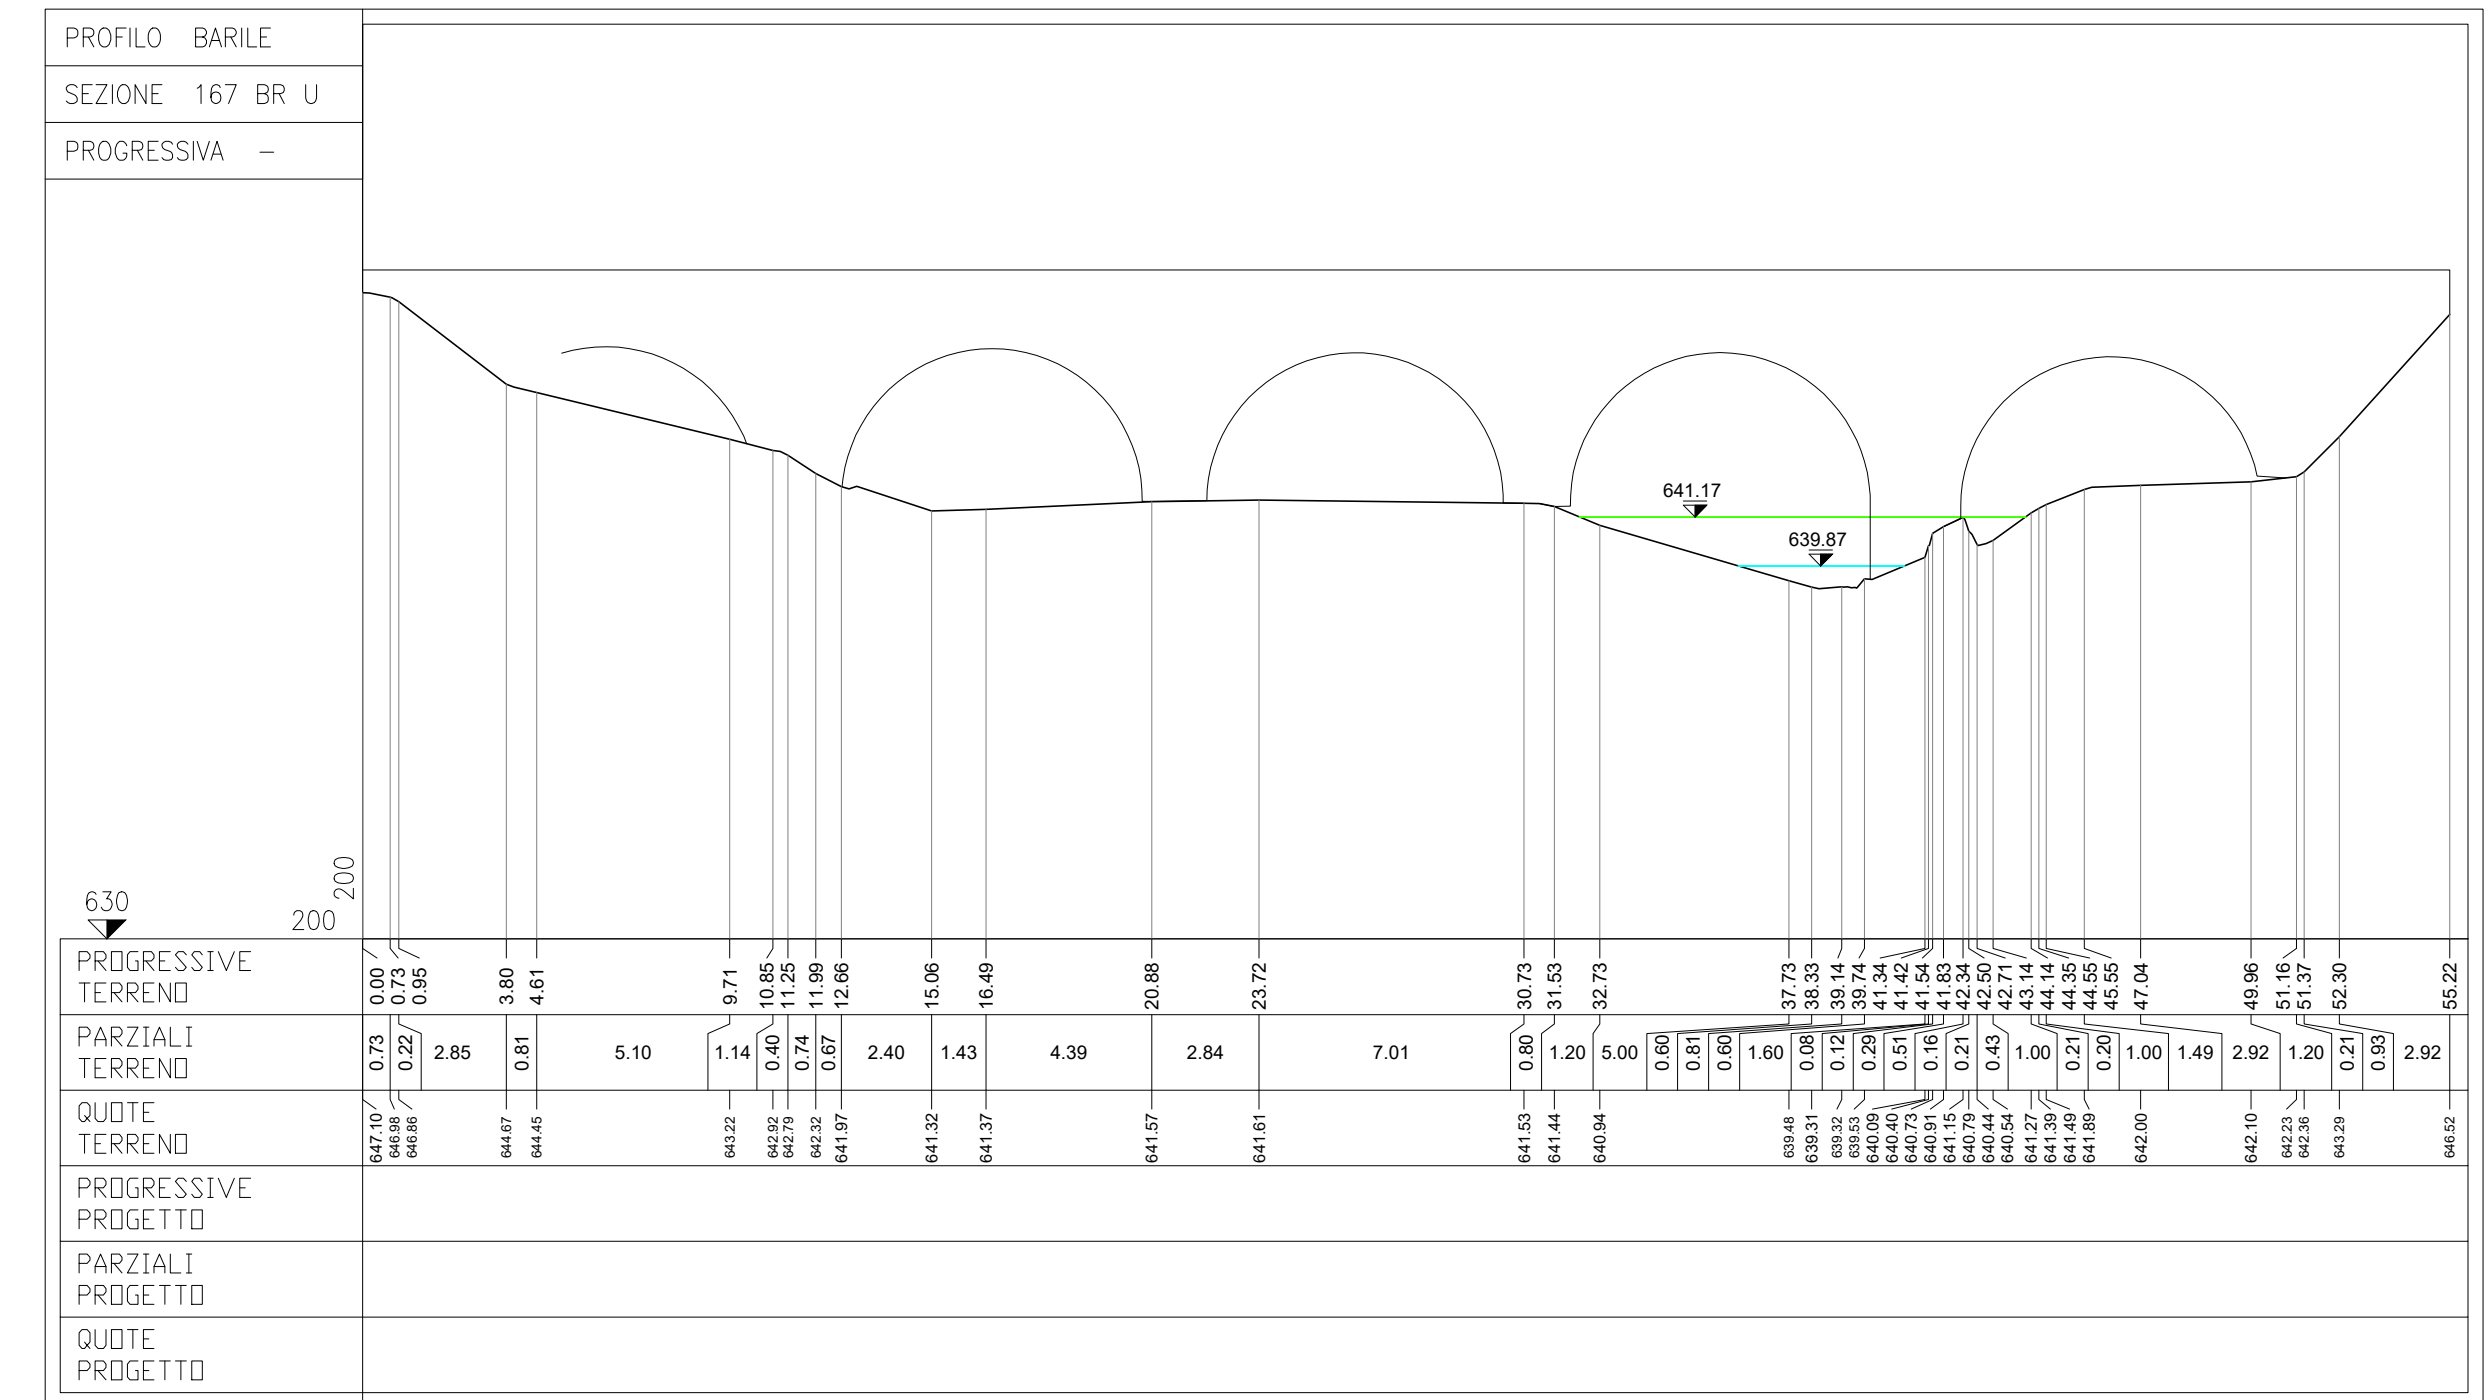 PROFILO BARILE
SEZIONE 167 BR U
PROGRESSIVA -
641.17
639.87
200
630
200
PROGRESSIVE
TERRENO
0.00 0.73 0.95 3.80 4.61 9.71 10.85 11.25 11.99 12.66 15.06 16.49 20.88 23.72 30.73 31.53 32.73 37.73 38.33 39.14 39.74 41.34 41.42 41.54 41.83 42.34 42.50 42.71 43.14 44.14 44.35 44.55 45.55 47.04 49.96 51.16 51.37 52.30 55.22
PARZIALI
TERRENO
0.73 0.22 2.85 0.81 5.10 1.14 0.40 0.74 0.67 2.40 1.43 4.39 2.84 7.01 0.80 1.20 5.00 0.60 0.81 0.60 1.60 0.08 0.12 0.29 0.51 0.16 0.21 0.43 1.00 0.21 0.20 1.00 1.49 2.92 1.20 0.21 0.93 2.92
QUOTE
TERRENO
647.10 646.98 646.86 644.67 644.45 643.22 642.92 642.79 642.32 641.97 641.32 641.37 641.57 641.61 641.53 641.44 640.94 639.48 639.31 639.32 639.53 640.09 640.40 640.73 640.91 641.15 640.79 640.44 640.54 641.27 641.39 641.49 641.89 642.00 642.10 642.23 642.36 643.29 646.52
PROGRESSIVE
PROGETTO
PARZIALI
PROGETTO
QUOTE
PROGETTO